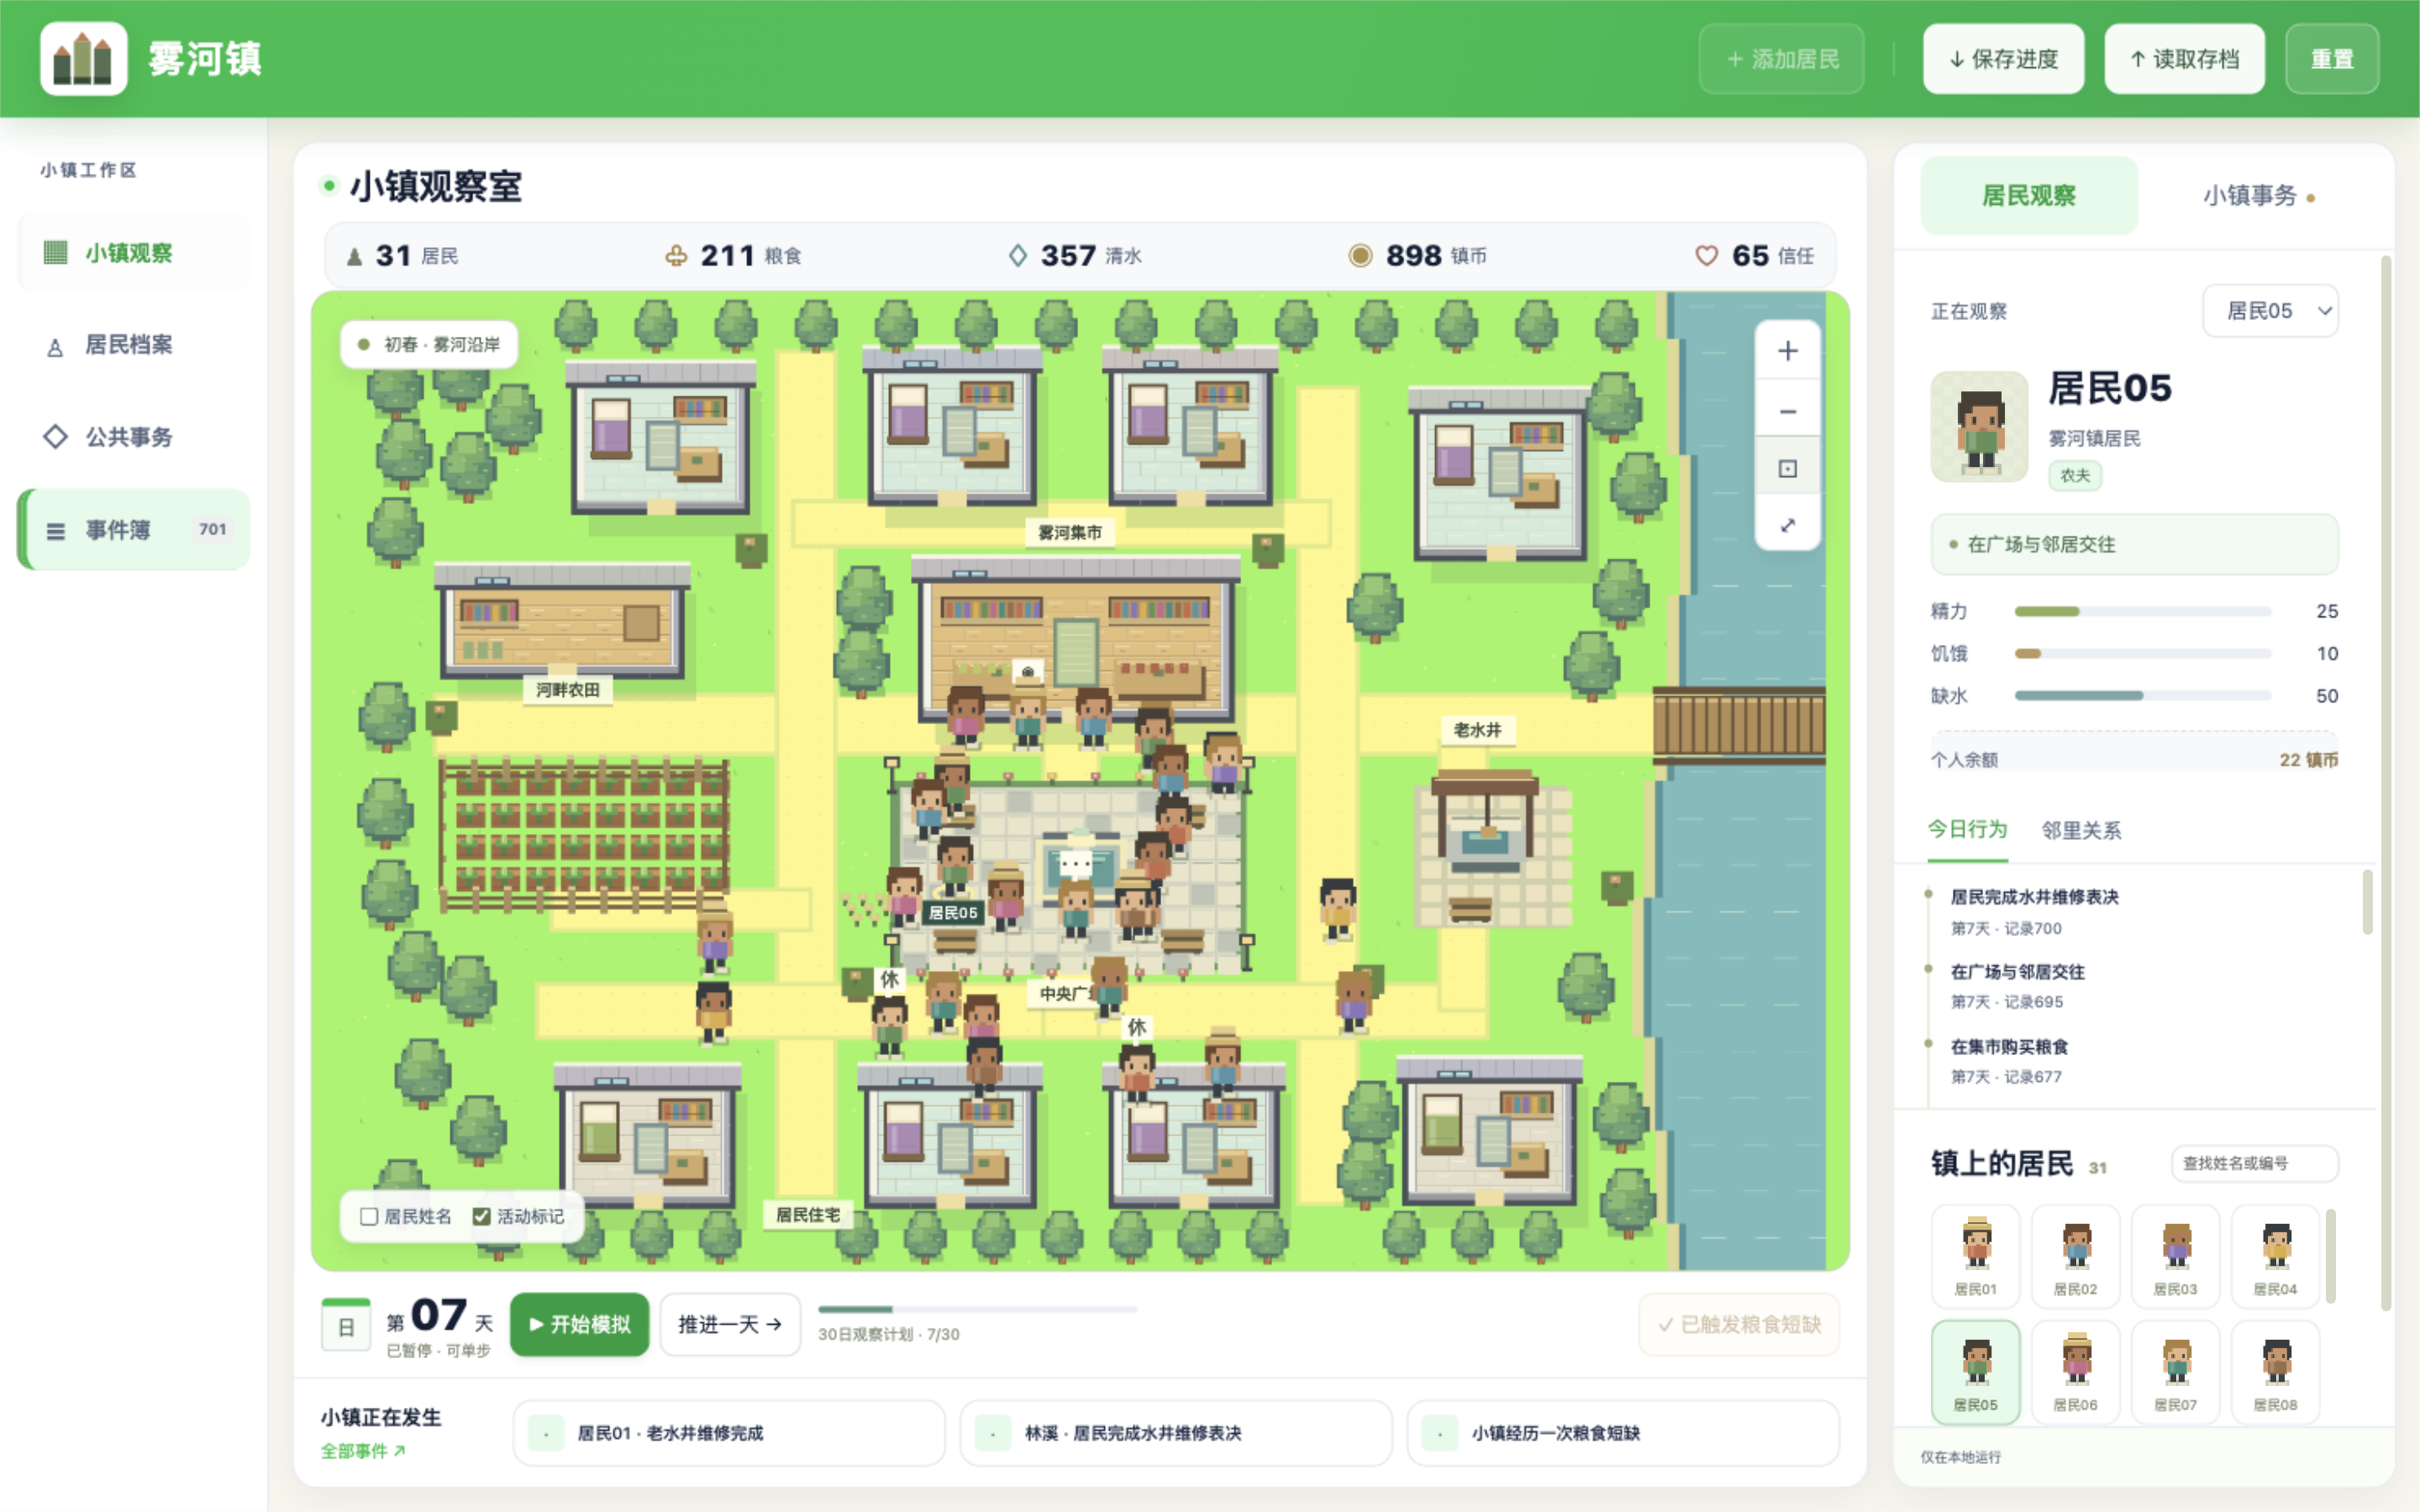 雾河镇
+ 添加居民
↓ 保存进度
↑ 读取存档
重置
小镇工作区
小镇观察
居民档案
公共事务
事件簿 701
小镇观察室
31 居民
211 粮食
357 清水
898 镇币
65 信任
初春 · 雾河沿岸
雾河集市
河畔农田
老水井
居民05
休
中央广
休
居民住宅
居民姓名
活动标记
日
第 07 天
已暂停 · 可单步
开始模拟
推进一天 →
30日观察计划 · 7/30
✓ 已触发粮食短缺
小镇正在发生
全部事件 ↗
居民01 · 老水井维修完成
林溪 · 居民完成水井维修表决
小镇经历一次粮食短缺
居民观察
小镇事务
正在观察
居民05
居民05
雾河镇居民
农夫
在广场与邻居交往
精力 25
饥饿 10
缺水 50
个人余额 22 镇币
今日行为
邻里关系
居民完成水井维修表决
第7天 · 记录700
在广场与邻居交往
第7天 · 记录695
在集市购买粮食
第7天 · 记录677
镇上的居民 31
查找姓名或编号
居民01
居民02
居民03
居民04
居民05
居民06
居民07
居民08
仅在本地运行